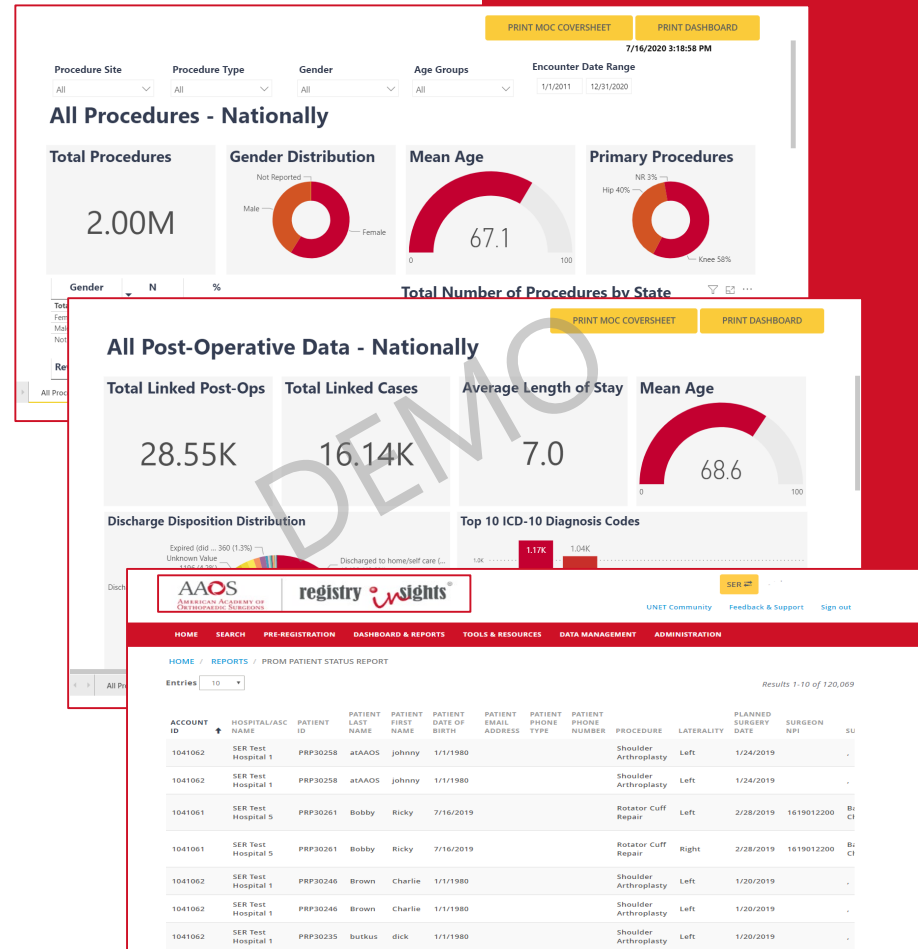 PRINT MOC COVERSHEET PRINT DASHBOARD
7/16/2020 3:18:58 PM
Procedure Site Procedure Type Gender Age Groups Encounter Date Range
All All All All 1/1/2011 12/31/2020
All Procedures - Nationally
Total Procedures Gender Distribution Mean Age Primary Procedures
Not Reported NR 3%
Hip 40%
Male
2.00M
Female
67.1
0 100
Knee 58%
Gender N %
Total Number of Procedures by State
PRINT MOC COVERSHEET PRINT DASHBOARD
All Post-Operative Data - Nationally
DEMO
Total Linked Post-Ops Total Linked Cases Average Length of Stay Mean Age
28.55K 16.14K 7.0 68.6
0 100
Discharge Disposition Distribution Top 10 ICD-10 Diagnosis Codes
Expired (did ... 360 (1.3%)
Unknown Value
Discharged to home/self care (...
1.17K 1.04K
1.0K
AAOS
AMERICAN ACADEMY OF
ORTHOPAEDIC SURGEONS
registry insights®
SER
UNET Community Feedback & Support Sign out
HOME SEARCH PRE-REGISTRATION DASHBOARD & REPORTS TOOLS & RESOURCES DATA MANAGEMENT ADMINISTRATION
HOME / REPORTS / PROM PATIENT STATUS REPORT
Entries 10 Results 1-10 of 120,069
ACCOUNT ID HOSPITAL/ASC NAME PATIENT ID PATIENT LAST NAME PATIENT FIRST NAME PATIENT DATE OF BIRTH PATIENT EMAIL ADDRESS PATIENT PHONE TYPE PATIENT PHONE NUMBER PROCEDURE LATERALITY PLANNED SURGERY DATE SURGEON NPI SU
1041062 SER Test Hospital 1 PRP30258 atAAOS johnny 1/1/1980 Shoulder Arthroplasty Left 1/24/2019 ,
1041062 SER Test Hospital 1 PRP30258 atAAOS johnny 1/1/1980 Shoulder Arthroplasty Left 1/24/2019 ,
1041061 SER Test Hospital 5 PRP30261 Bobby Ricky 7/16/2019 Rotator Cuff Repair Left 2/28/2019 1619012200
1041061 SER Test Hospital 5 PRP30261 Bobby Ricky 7/16/2019 Rotator Cuff Repair Right 2/28/2019 1619012200
1041062 SER Test Hospital 1 PRP30246 Brown Charlie 1/1/1980 Shoulder Arthroplasty Left 1/20/2019 ,
1041062 SER Test Hospital 1 PRP30246 Brown Charlie 1/1/1980 Shoulder Arthroplasty Left 1/20/2019 ,
1041062 SER Test Hospital 1 PRP30235 butkus dick 1/1/1980 Shoulder Arthroplasty Left 1/20/2019 ,